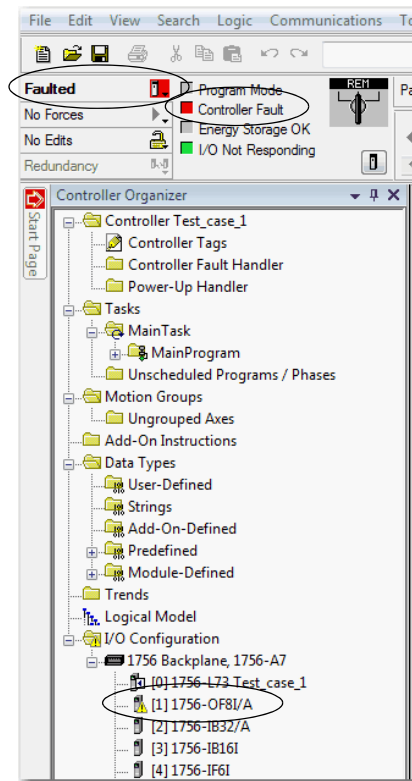 File Edit View Search Logic Communications To
Faulted
No Forces
No Edits
Redundancy
Program Mode
Controller Fault
Energy Storage OK
I/O Not Responding
REM
Pa
Start Page
Controller Organizer
Controller Test_case_1
Controller Tags
Controller Fault Handler
Power-Up Handler
Tasks
MainTask
MainProgram
Unscheduled Programs / Phases
Motion Groups
Ungrouped Axes
Add-On Instructions
Data Types
User-Defined
Strings
Add-On-Defined
Predefined
Module-Defined
Trends
Logical Model
I/O Configuration
1756 Backplane, 1756-A7
[0] 1756-L73 Test_case_1
[1] 1756-OF8I/A
[2] 1756-IB32/A
[3] 1756-IB16I
[4] 1756-IF6I